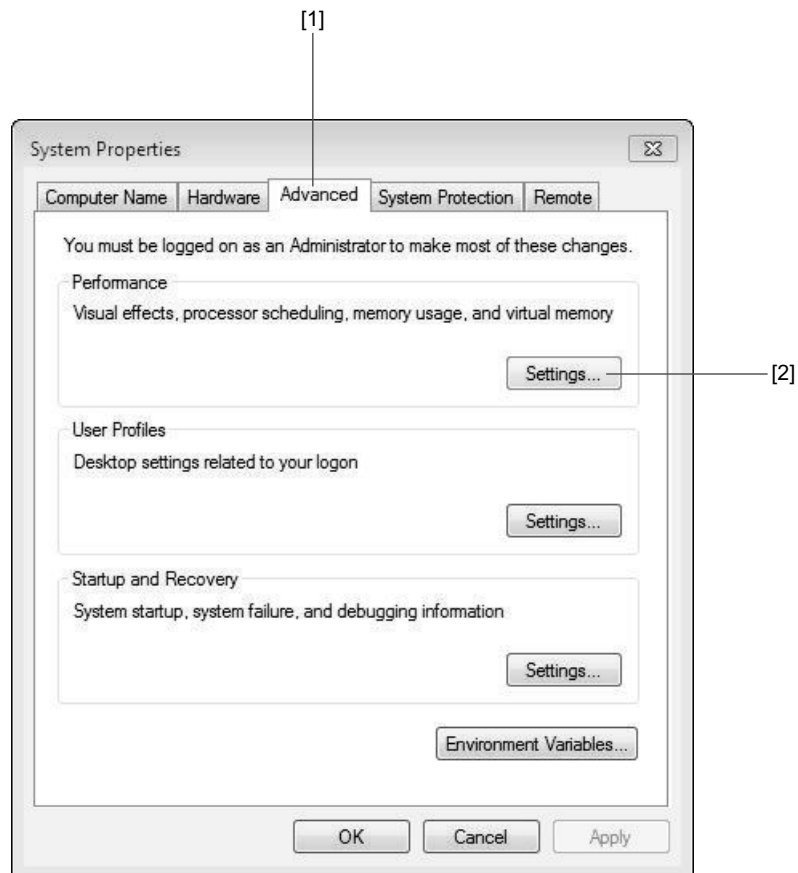 [1]
System Properties
Computer Name Hardware Advanced System Protection Remote
You must be logged on as an Administrator to make most of these changes.
Performance
Visual effects, processor scheduling, memory usage, and virtual memory
Settings...
[2]
User Profiles
Desktop settings related to your logon
Settings...
Startup and Recovery
System startup, system failure, and debugging information
Settings...
Environment Variables...
OK Cancel Apply